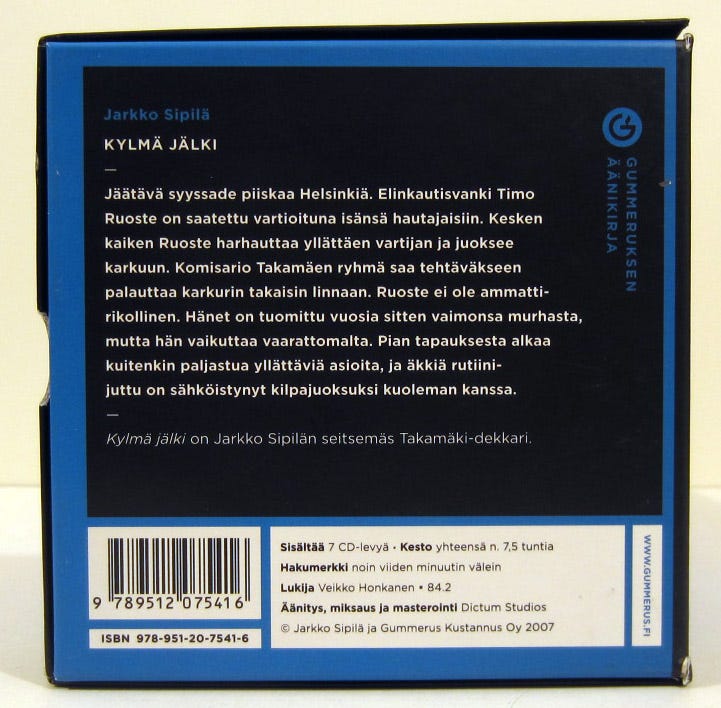 Jarkko Sipilä
KYLMÄ JÄLKI
—
Jäätävä syyssade piiskaa Helsinkiä. Elinkautisvanki Timo
Ruoste on saatettu vartioituna isänsä hautajaisiin. Kesken
kaiken Ruoste harhauttaa yllättäen vartijan ja juoksee
karkuun. Komisario Takamäen ryhmä saa tehtäväkseen
palauttaa karkurin takaisin linnaan. Ruoste ei ole ammatti-
rikollinen. Hänet on tuomittu vuosia sitten vaimonsa murhasta,
mutta hän vaikuttaa vaarattomalta. Pian tapauksesta alkaa
kuitenkin paljastua yllättäviä asioita, ja äkkiä rutiini-
juttu on sähköistynyt kilpajuoksuksi kuoleman kanssa.
—
Kylmä jälki on Jarkko Sipilän seitsemäs Takamäki-dekkari.
GUMMERUKSEN
ÄÄNIKIRJA
9 789512 075416
ISBN 978-951-20-7541-6
Sisältää 7 CD-levyä • Kesto yhteensä n. 7,5 tuntia
Hakumerkki noin viiden minuutin välein
Lukija Veikko Honkanen • 84.2
Äänitys, miksaus ja masterointi Dictum Studios
© Jarkko Sipilä ja Gummerus Kustannus Oy 2007
WWW.GUMMERUS.FI